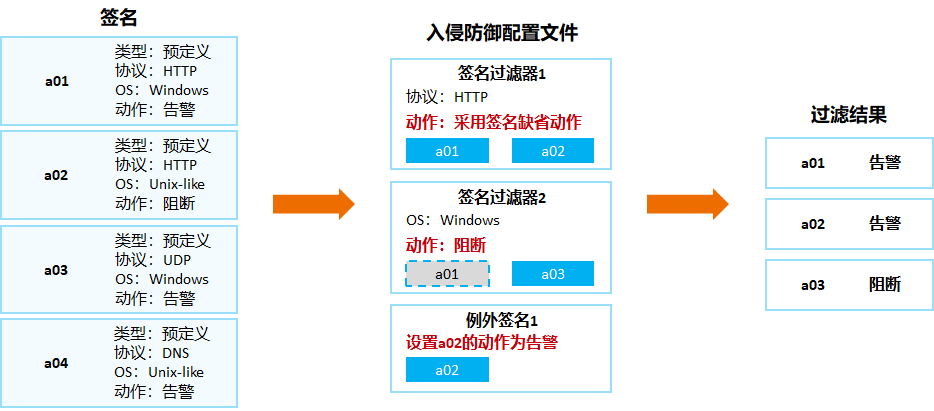 签名
a01
类型：预定义
协议：HTTP
OS：Windows
动作：告警
a02
类型：预定义
协议：HTTP
OS：Unix-like
动作：阻断
a03
类型：预定义
协议：UDP
OS：Windows
动作：告警
a04
类型：预定义
协议：DNS
OS：Unix-like
动作：告警
入侵防御配置文件
签名过滤器1
协议：HTTP
动作：采用签名缺省动作
a01 a02
签名过滤器2
OS：Windows
动作：阻断
a01 a03
例外签名1
设置a02的动作为告警
a02
过滤结果
a01 告警
a02 告警
a03 阻断